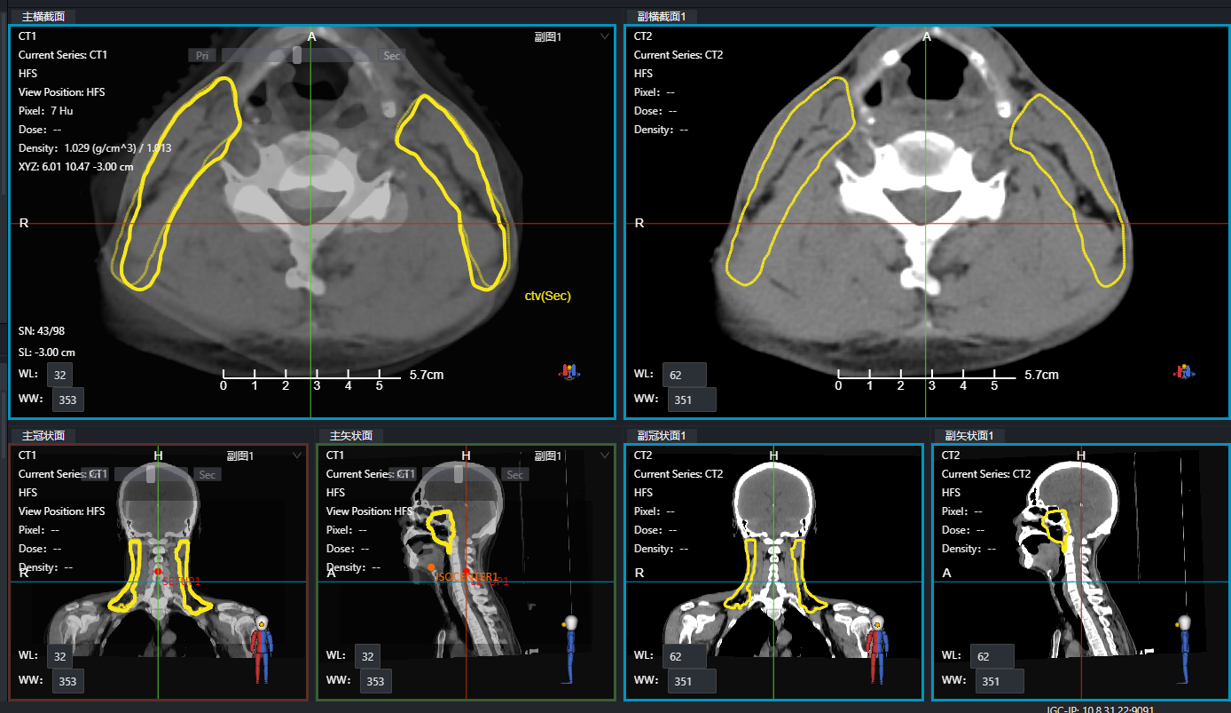 主横截面
CT1
A
副图1
Current Series: CT1
Pri
Sec
HFS
View Position: HFS
Pixel: 7 Hu
Dose: --
Density: 1.029 (g/cm^3) / 1.013
XYZ: 6.01 10.47 -3.00 cm
R
ctv(Sec)
SN: 43/98
SL: -3.00 cm
WL: 32
WW: 353
0 1 2 3 4 5 5.7cm
副横截面1
CT2
A
Current Series: CT2
HFS
Pixel: --
Dose: --
Density: --
R
WL: 62
WW: 351
0 1 2 3 4 5 5.7cm
主冠状面
CT1
H
副图1
Current Series: CT1
Sec
HFS
View Position: HFS
Pixel: --
Dose: --
Density: --
R
WL: 32
WW: 353
主矢状面
CT1
H
副图1
Current Series: CT1
Sec
HFS
View Position: HFS
Pixel: --
Dose: --
Density: --
A
ISOCENTER1
WL: 32
WW: 353
副冠状面1
CT2
H
Current Series: CT2
HFS
Pixel: --
Dose: --
Density: --
R
WL: 62
WW: 351
副矢状面1
CT2
H
Current Series: CT2
HFS
Pixel: --
Dose: --
Density: --
A
WL: 62
WW: 351